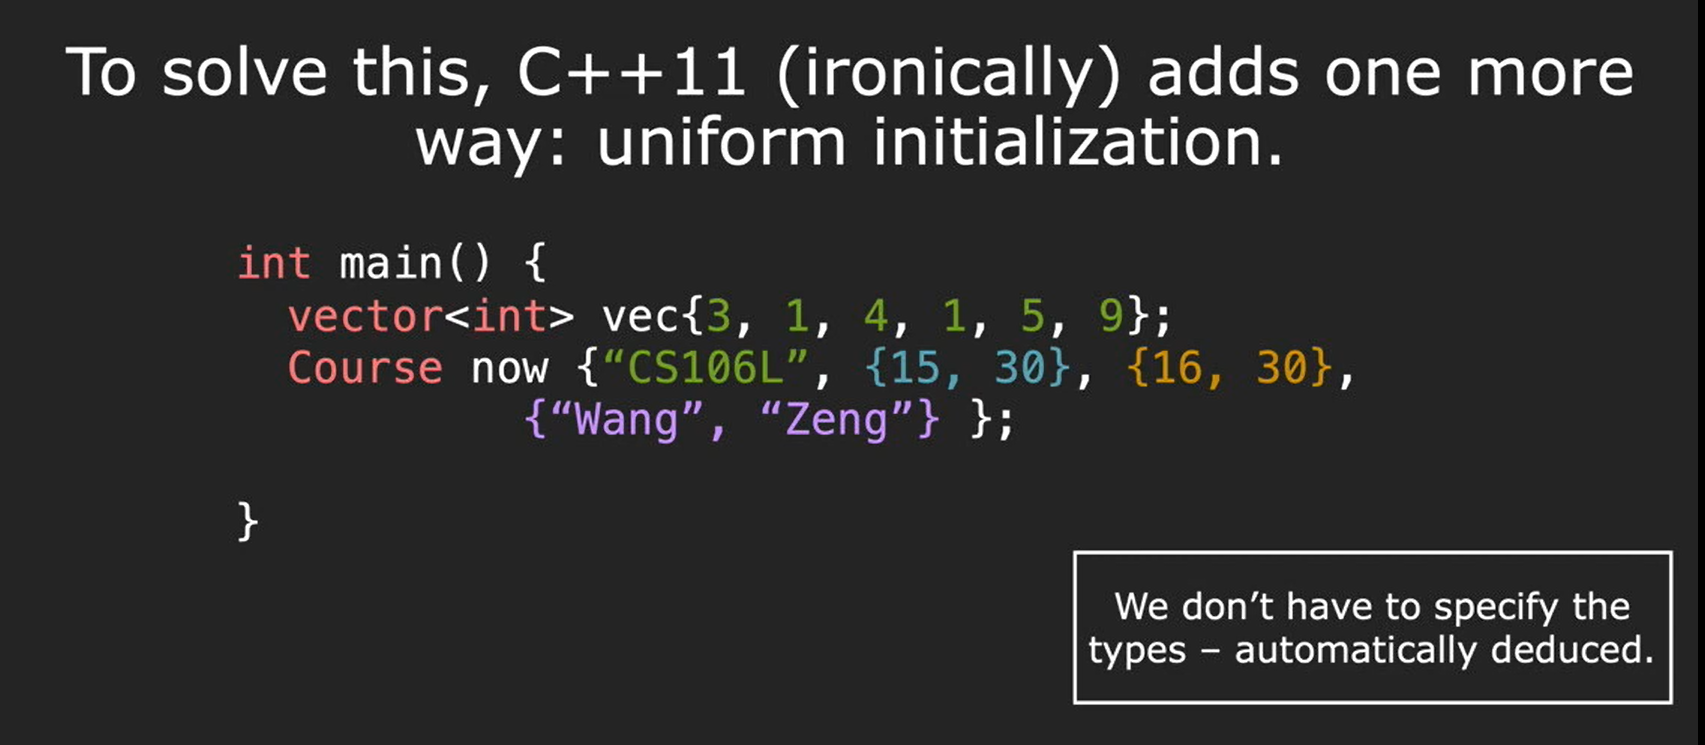 To solve this, C++11 (ironically) adds one more
way: uniform initialization.
int main() {
vector<int> vec{3, 1, 4, 1, 5, 9};
Course now {“CS106L”, {15, 30}, {16, 30},
{“Wang”, “Zeng”} };
}
We don’t have to specify the
types – automatically deduced.